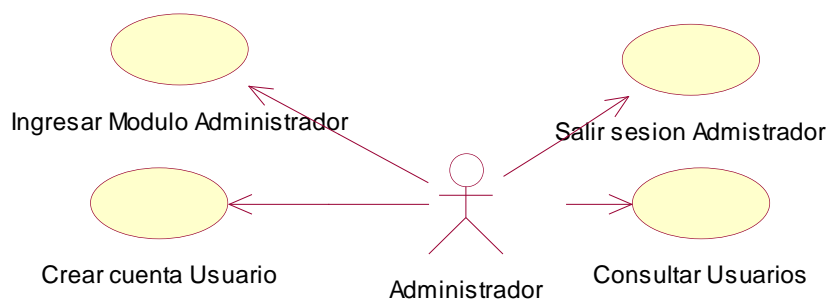 Ingresar Modulo Administrador
Salir sesion Admistrador
Crear cuenta Usuario
Administrador
Consultar Usuarios